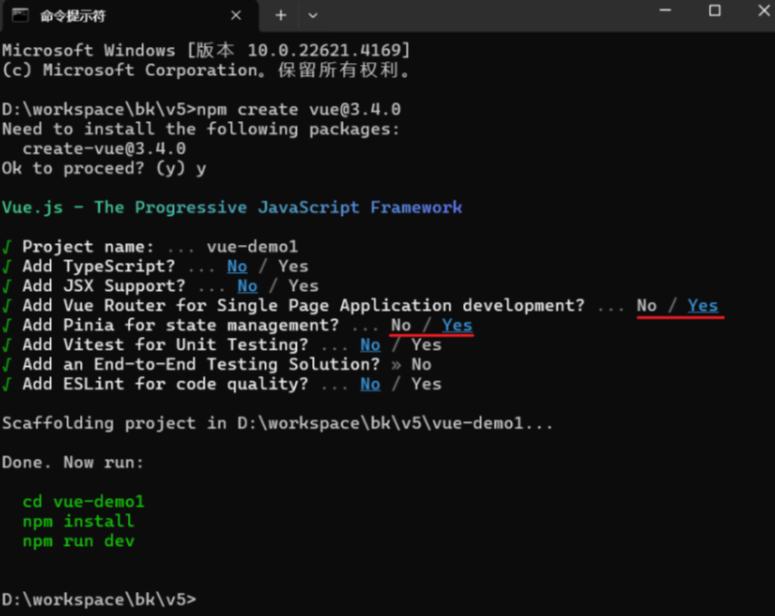 命令提示符
Microsoft Windows [版本 10.0.22621.4169]
(c) Microsoft Corporation。保留所有权利。
D:\workspace\bk\v5>npm create vue@3.4.0
Need to install the following packages:
  create-vue@3.4.0
Ok to proceed? (y) y
Vue.js - The Progressive JavaScript Framework
√ Project name: ... vue-demo1
√ Add TypeScript? ... No / Yes
√ Add JSX Support? ... No / Yes
√ Add Vue Router for Single Page Application development? ... No / Yes
√ Add Pinia for state management? ... No / Yes
√ Add Vitest for Unit Testing? ... No / Yes
√ Add an End-to-End Testing Solution? » No
√ Add ESLint for code quality? ... No / Yes
Scaffolding project in D:\workspace\bk\v5\vue-demo1...
Done. Now run:
  cd vue-demo1
  npm install
  npm run dev
D:\workspace\bk\v5>